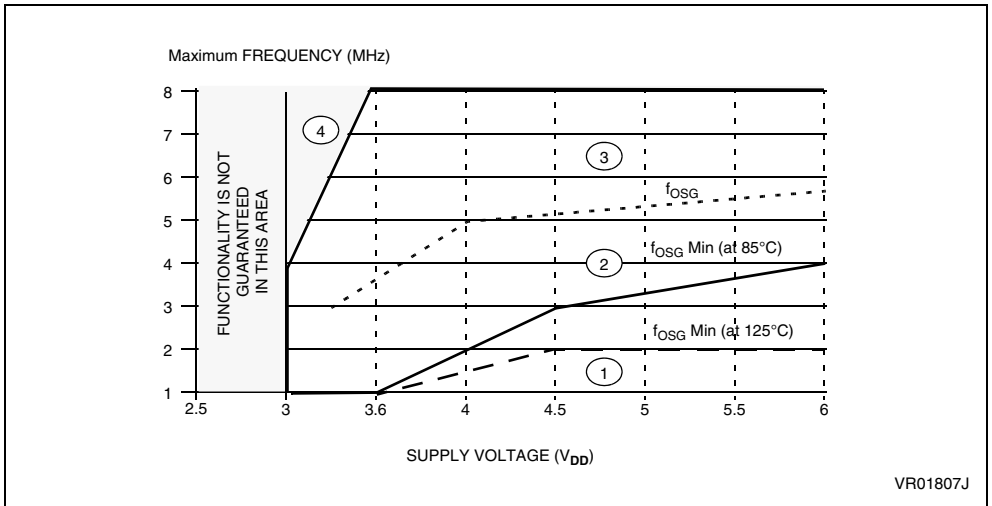 Maximum FREQUENCY (MHz)
8
7
6
5
4
3
2
1
FUNCTIONALITY IS NOT
GUARANTEED
IN THIS AREA
4
3
fOSG
fOSG Min (at 85°C)
2
fOSG Min (at 125°C)
1
2.5 3 3.6 4 4.5 5 5.5 6
SUPPLY VOLTAGE (VDD)
VR01807J